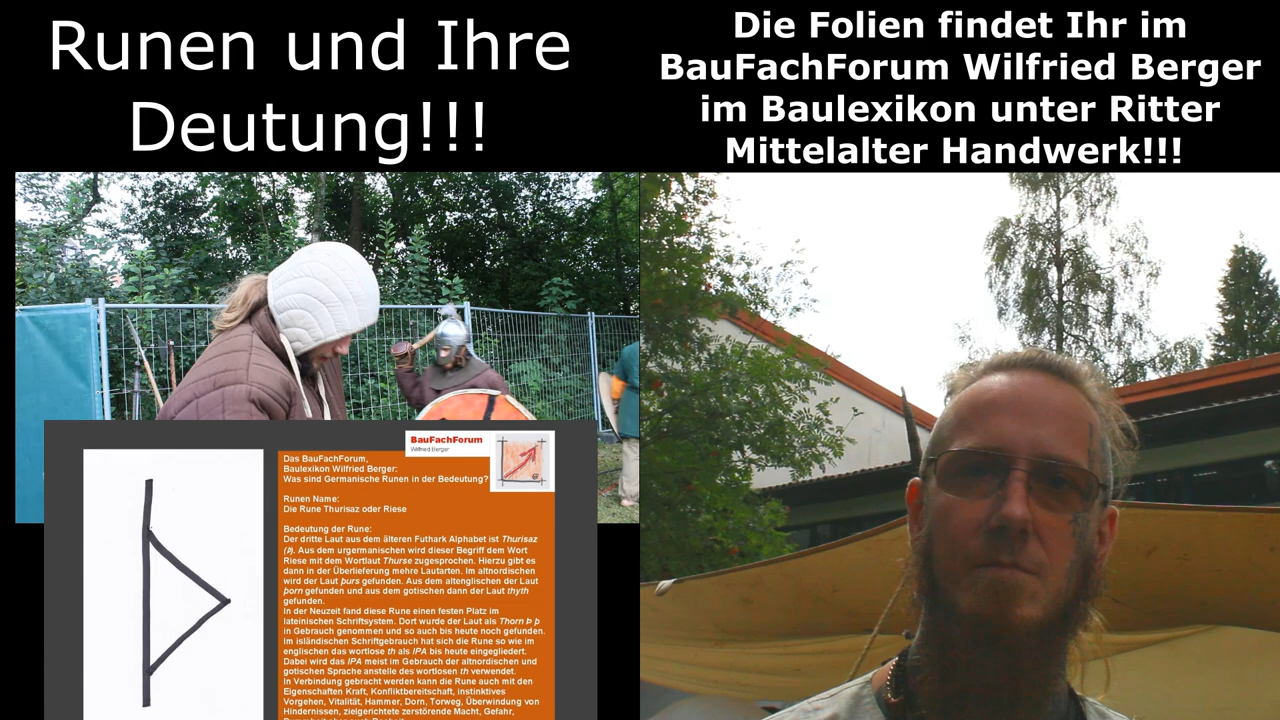 Runen und Ihre
Deutung!!!
Die Folien findet Ihr im
BauFachForum Wilfried Berger
im Baulexikon unter Ritter
Mittelalter Handwerk!!!
BauFachForum
Wilfried Berger
Das BauFachForum,
Baulexikon Wilfried Berger:
Was sind Germanische Runen in der Bedeutung?
Runen Name:
Die Rune Thurisaz oder Riese
Bedeutung der Rune:
Der dritte Laut aus dem älteren Futhark Alphabet ist Thurisaz
(Þ). Aus dem urgermanischen wird dieser Begriff dem Wort
Riese mit dem Wortlaut Thurse zugesprochen. Hierzu gibt es
dann in der Überlieferung mehre Lautarten. Im altnordischen
wird der Laut þurs gefunden. Aus dem altenglischen der Laut
þorn gefunden und aus dem gotischen dann der Laut thyth
gefunden.
In der Neuzeit fand diese Rune einen festen Platz im
lateinischen Schriftsystem. Dort wurde der Laut als Thorn Þ þ
in Gebrauch genommen und so auch bis heute noch gefunden.
Im isländischen Schriftgebrauch hat sich die Rune so wie im
englischen das wortlose th als IPA bis heute eingegliedert.
Dabei wird das IPA meist im Gebrauch der altnordischen und
gotischen Sprache anstelle des wortlosen th verwendet.
In Verbindung gebracht werden kann die Rune auch mit den
Eigenschaften Kraft, Konfliktbereitschaft, instinktives
Vorgehen, Vitalität, Hammer, Dorn, Torweg, Überwindung von
Hindernissen, zielgerichtete zerstörende Macht, Gefahr,